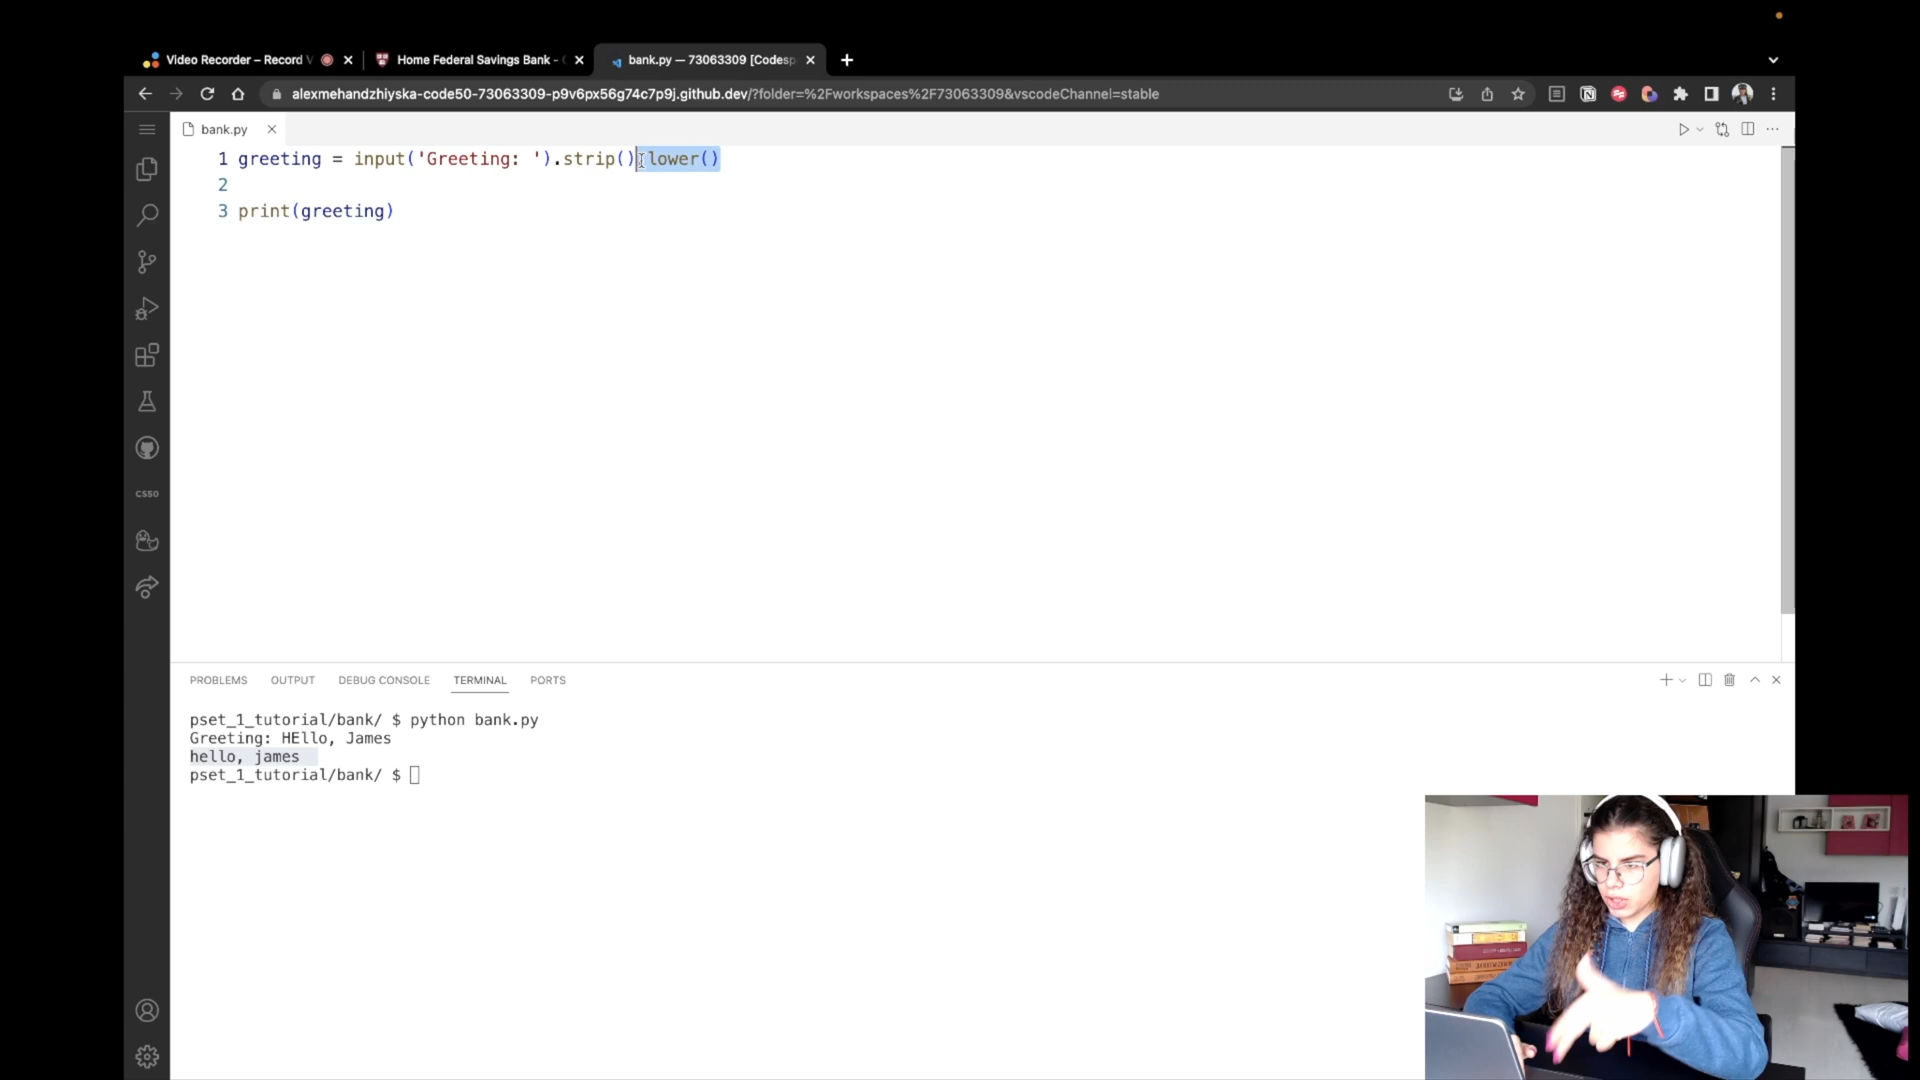 Video Recorder – Record V
Home Federal Savings Bank - 
bank.py — 73063309 [Codesp
alexmehandzhiyska-code50-73063309-p9v6px56g74c7p9j.github.dev/?folder=%2Fworkspaces%2F73063309&vscodeChannel=stable
bank.py
1 greeting = input('Greeting: ').strip().lower()
2
3 print(greeting)
CS50
PROBLEMS OUTPUT DEBUG CONSOLE TERMINAL PORTS
pset_1_tutorial/bank/ $ python bank.py
Greeting: HEllo, James
hello, james
pset_1_tutorial/bank/ $